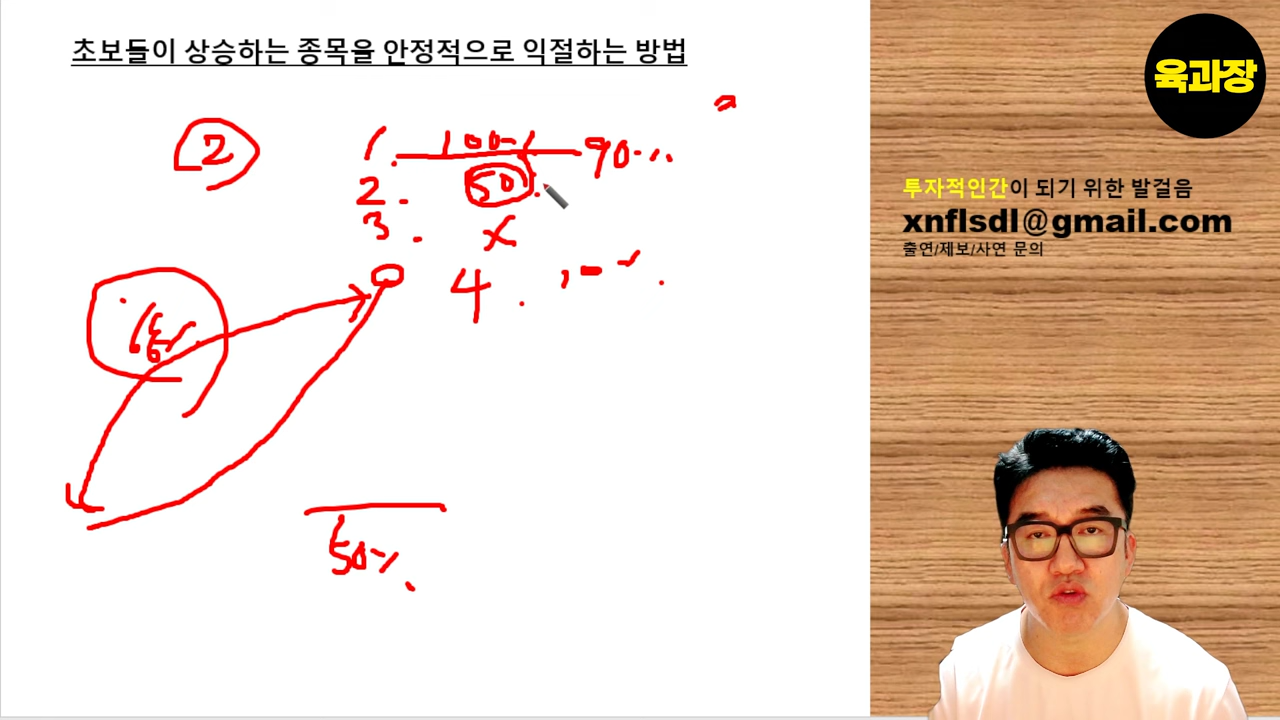 초보들이 상승하는 종목을 안정적으로 익절하는 방법
육과장
투자적인간이 되기 위한 발걸음
xnflsdl@gmail.com
출연/제보/사연 문의
2
1. 100% 90%
2. 50
3. X
4
50%